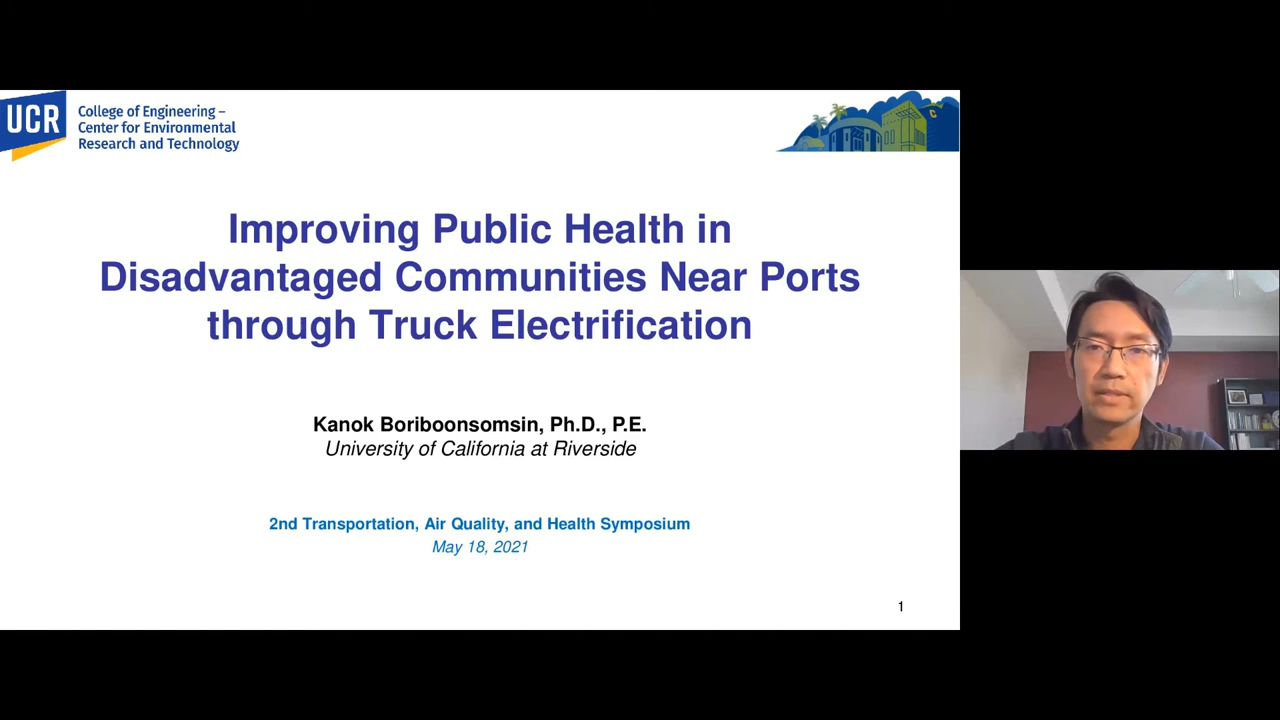 UCR
College of Engineering –
Center for Environmental
Research and Technology
Improving Public Health in
Disadvantaged Communities Near Ports
through Truck Electrification
Kanok Boriboonsomsin, Ph.D., P.E.
University of California at Riverside
2nd Transportation, Air Quality, and Health Symposium
May 18, 2021
1